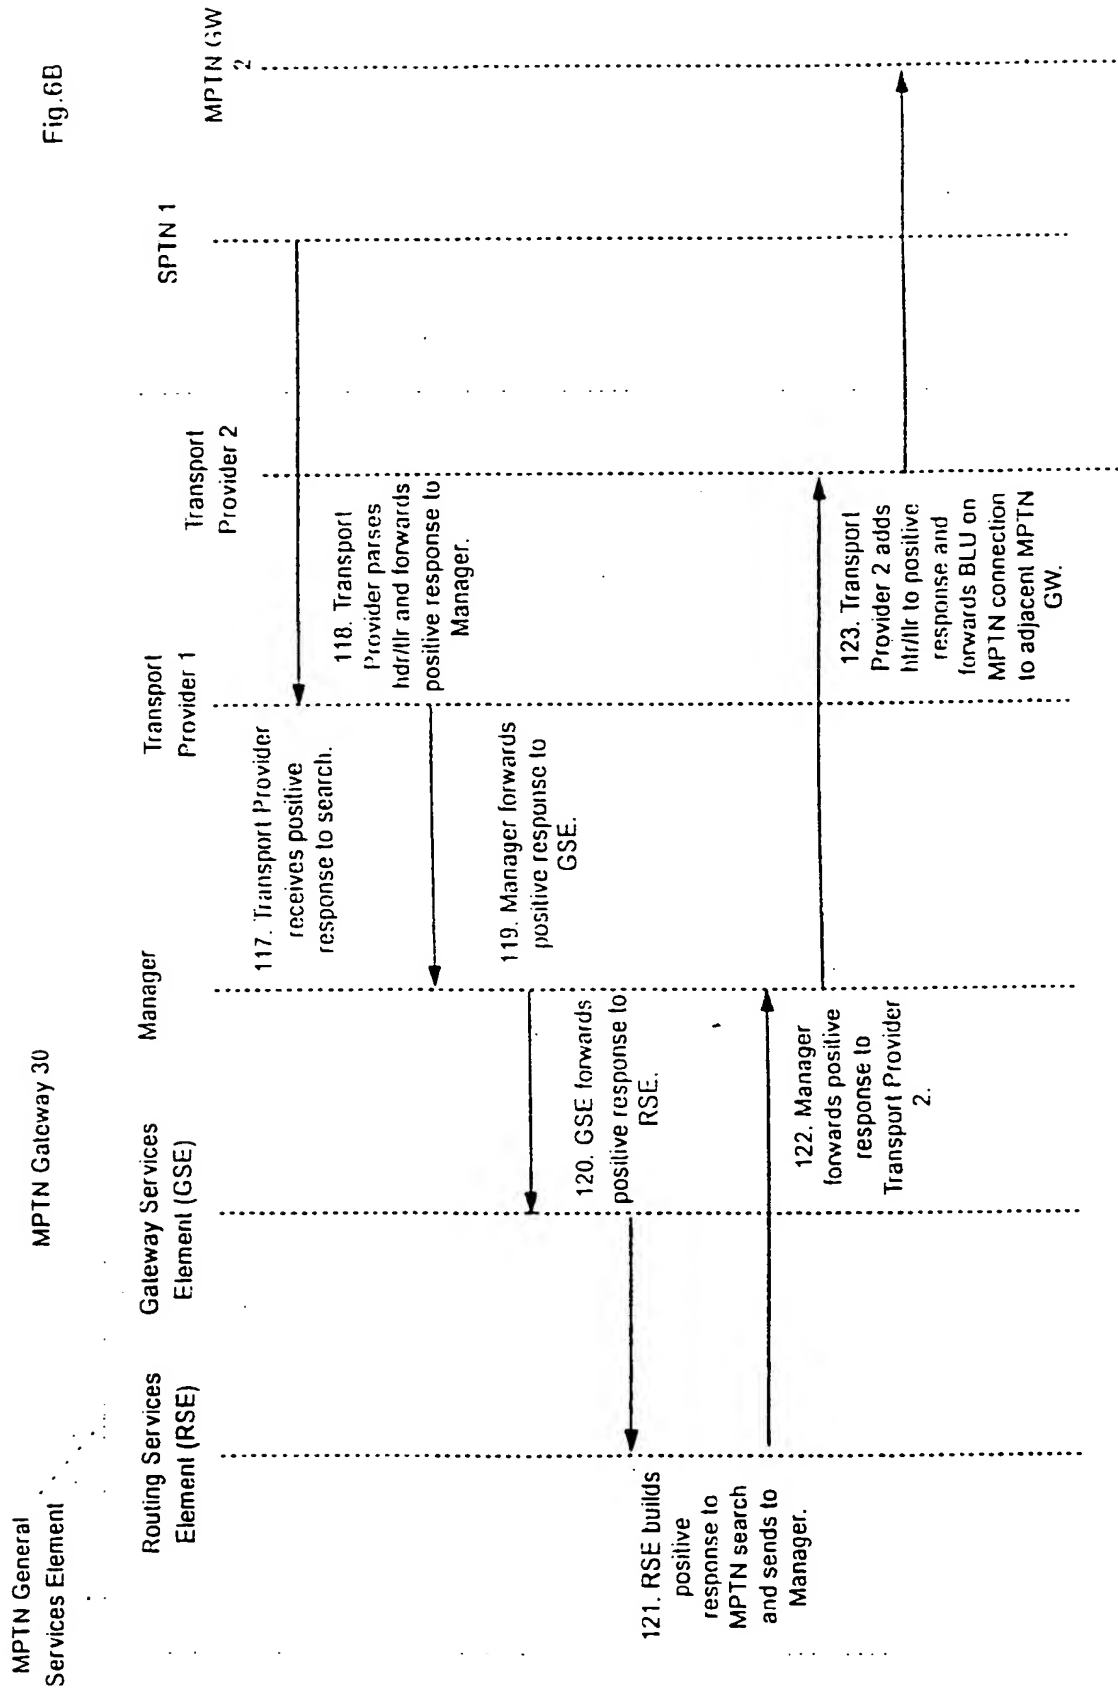 Fig.6B
MPTN General
Services Element
MPTN Gateway 30
Routing Services
Element (RSE)
Gateway Services
Element (GSE)
Manager
Transport
Provider 1
Transport
Provider 2
SPTN 1
MPTN GW
2
117. Transport Provider
receives positive
response to search.
118. Transport
Provider parses
hdr/tlr and forwards
positive response to
Manager.
119. Manager forwards
positive response to
GSE.
120. GSE forwards
positive response to
RSE.
121. RSE builds
positive
response to
MPTN search
and sends to
Manager.
122. Manager
forwards positive
response to
Transport Provider
2.
123. Transport
Provider 2 adds
htr/tlr to positive
response and
forwards BLU on
MPTN connection
to adjacent MPTN
GW.